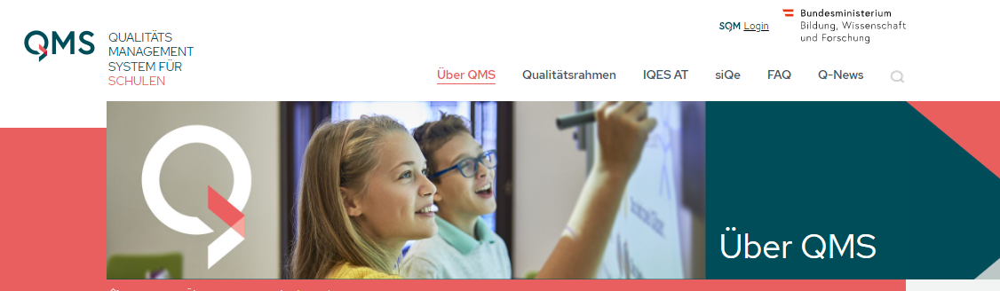 QMS
QUALITÄTS
MANAGEMENT
SYSTEM FÜR
SCHULEN
SQM Login
Bundesministerium
Bildung, Wissenschaft
und Forschung
Über QMS
Qualitätsrahmen
IQES AT
siQe
FAQ
Q-News
Über QMS